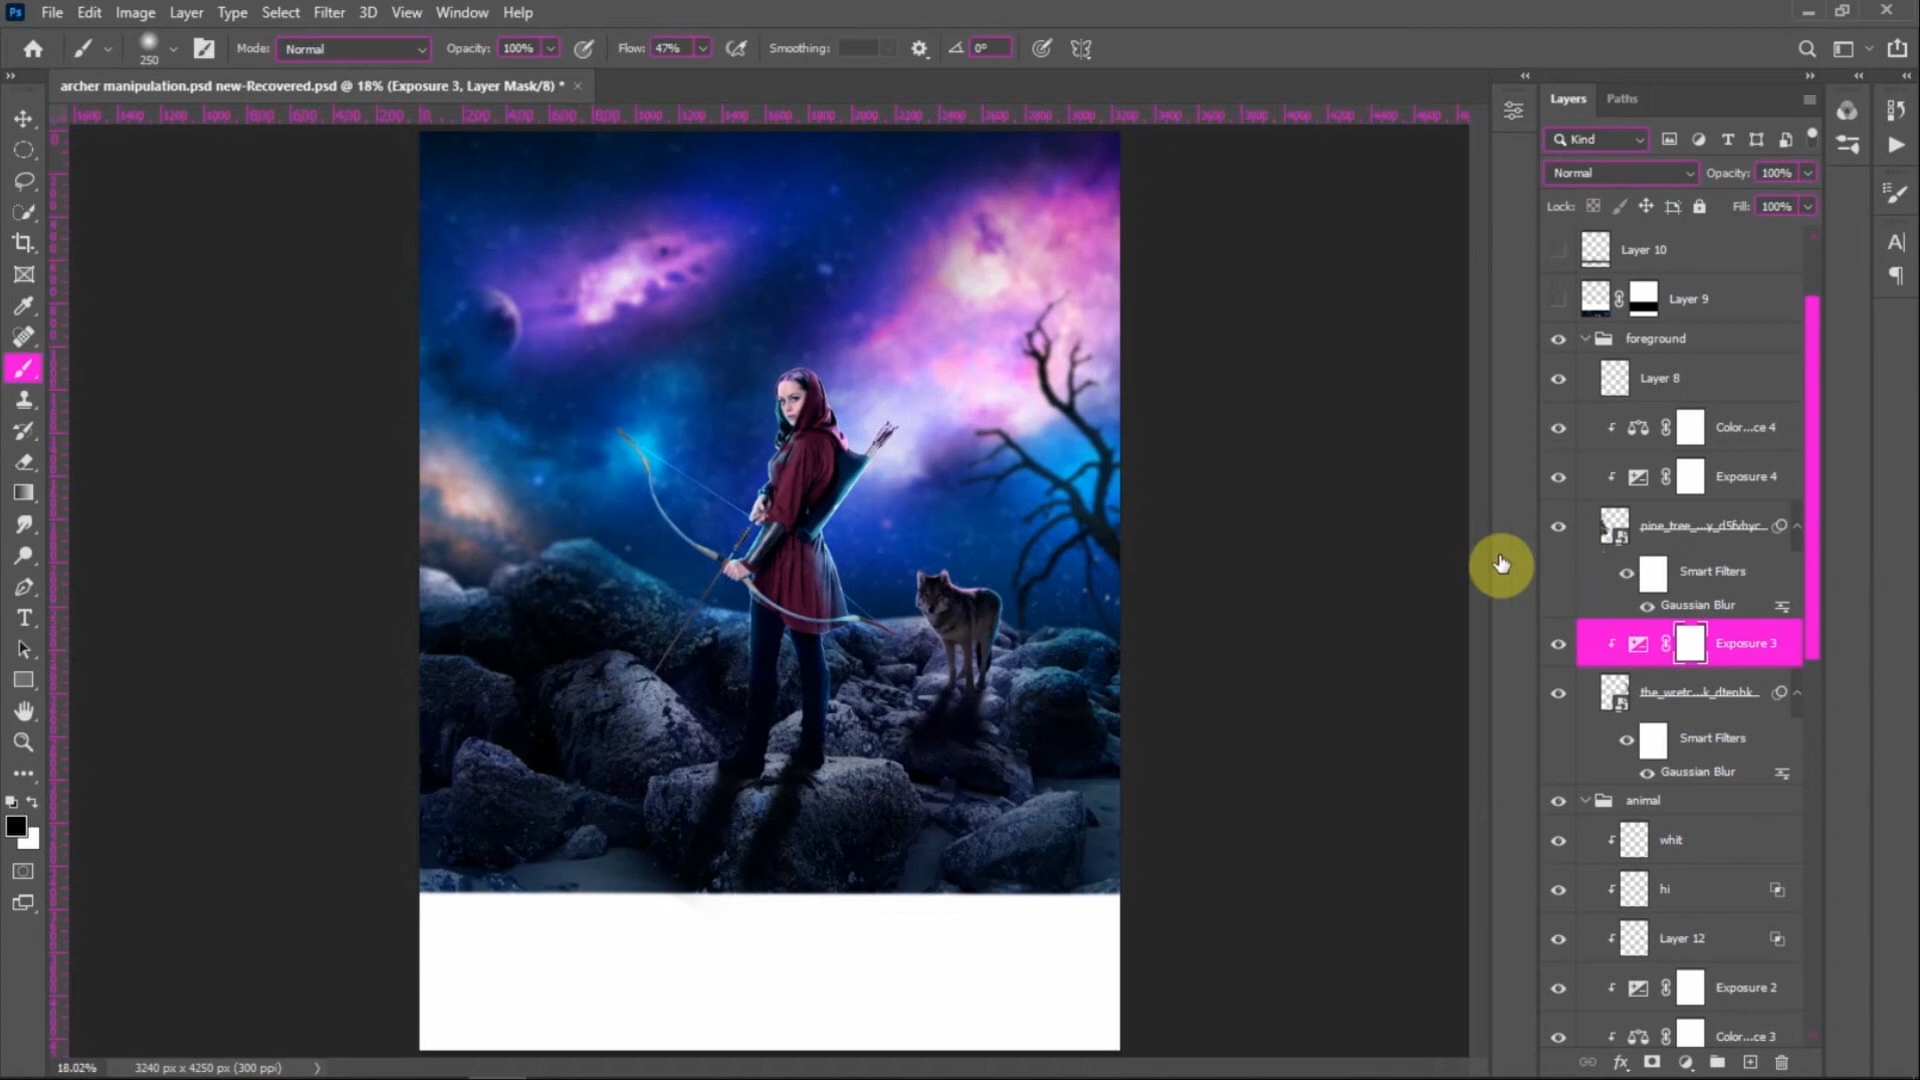 Ps File Edit Image Layer Type Select Filter 3D View Window Help
250 Mode: Normal Opacity: 100% Flow: 47% Smoothing: 0°
archer manipulation.psd new-Recovered.psd @ 18% (Exposure 3, Layer Mask/8) *
Layers Paths
Kind
Normal Opacity: 100%
Lock: Fill: 100%
Layer 10
Layer 9
foreground
Layer 8
Color...ce 4
Exposure 4
pine_tree_...y_d5fvhyc
Smart Filters
Gaussian Blur
Exposure 3
Smart Filters
Gaussian Blur
animal
whit
hi
Layer 12
Exposure 2
Color...ce 3
18.02% 3240 px x 4250 px (300 ppi)